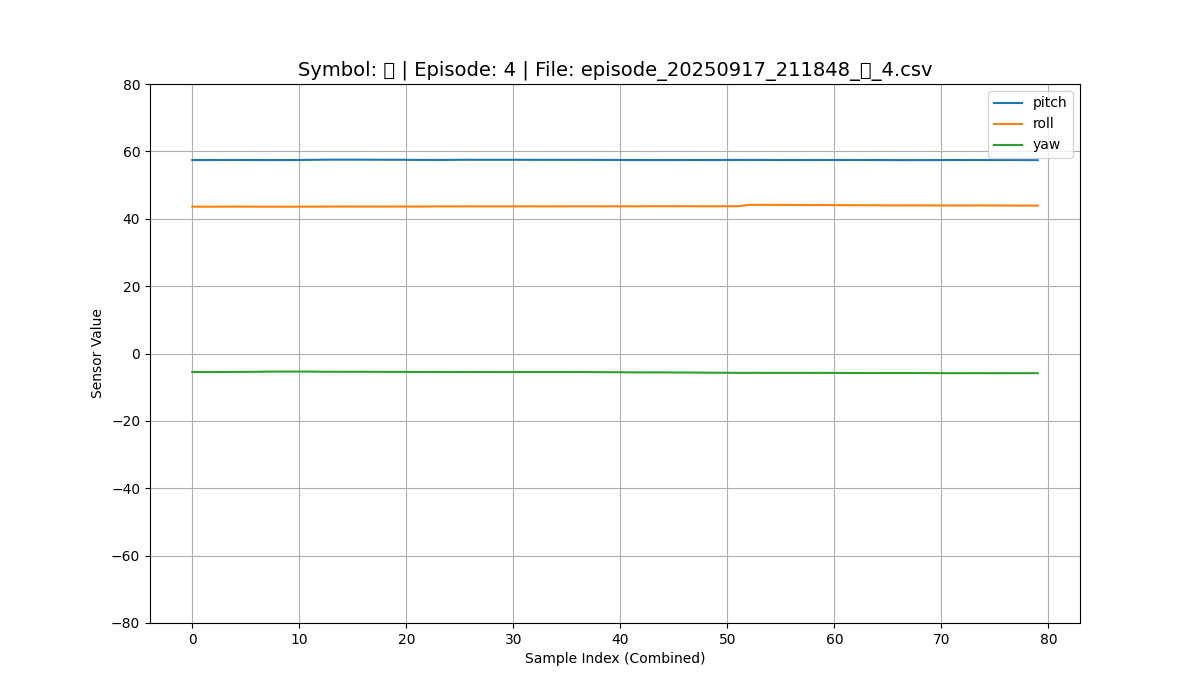 Symbol: | Episode: 4 | File: episode_20250917_211848_ _4.csv
80
60
40
20
0
−20
−40
−60
−80
Sensor Value
pitch
roll
yaw
0 10 20 30 40 50 60 70 80
Sample Index (Combined)